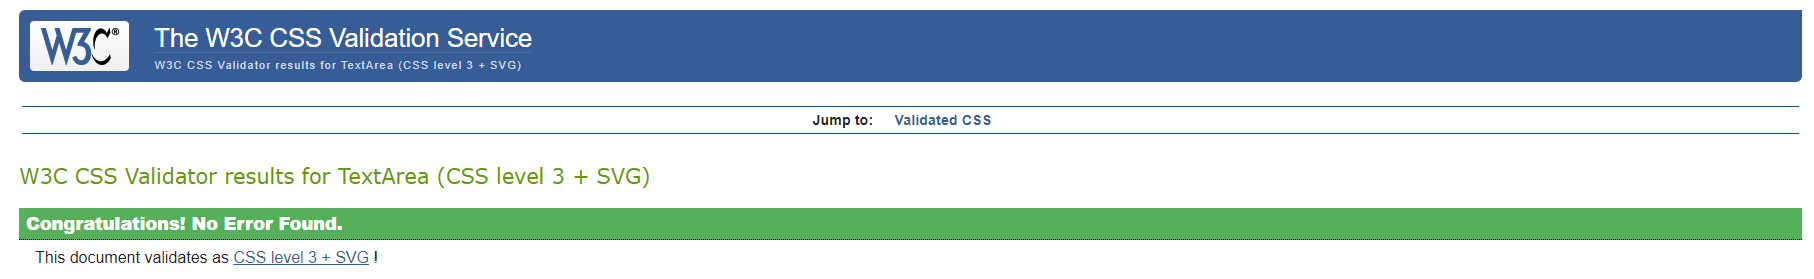 W3C®
The W3C CSS Validation Service
W3C CSS Validator results for TextArea (CSS level 3 + SVG)
Jump to: Validated CSS
W3C CSS Validator results for TextArea (CSS level 3 + SVG)
Congratulations! No Error Found.
This document validates as CSS level 3 + SVG !